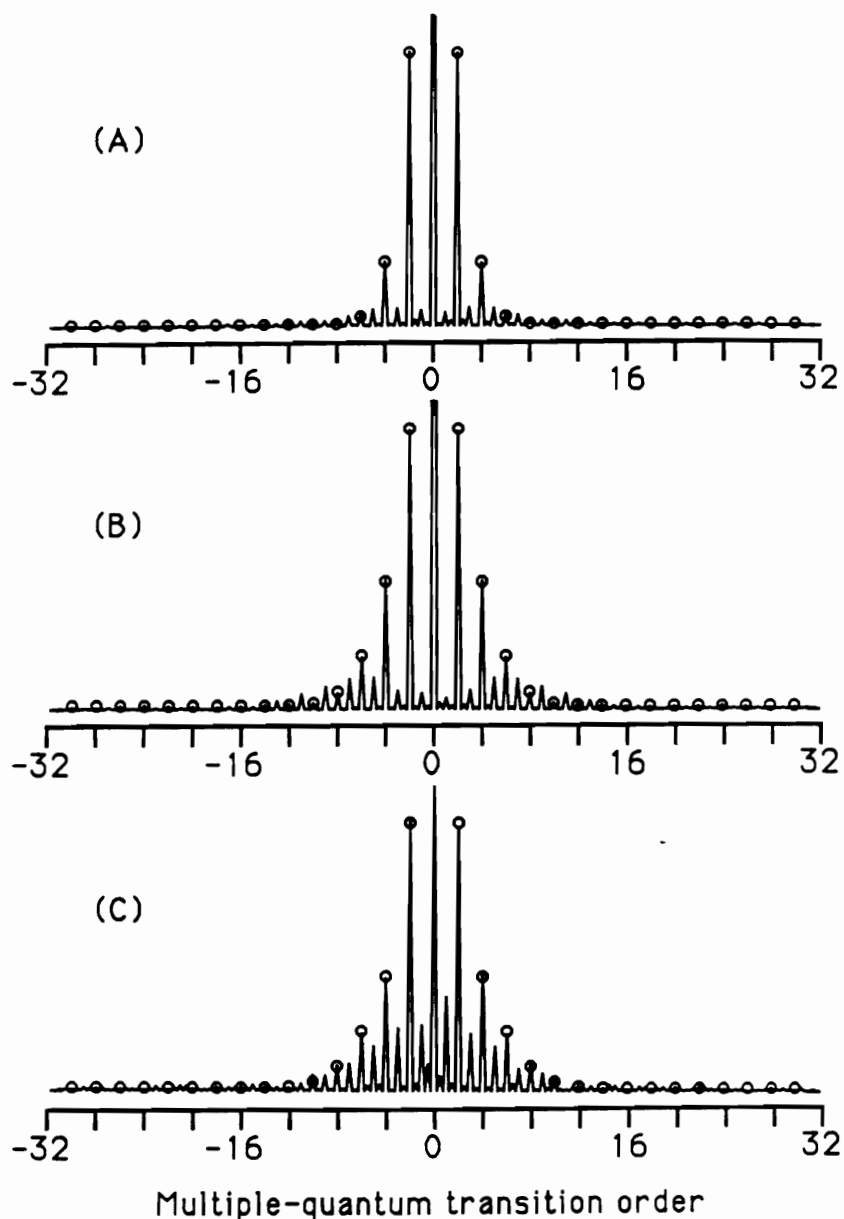 (A)
-32 -16 0 16 32
(B)
-32 -16 0 16 32
(C)
-32 -16 0 16 32
Multiple-quantum transition order